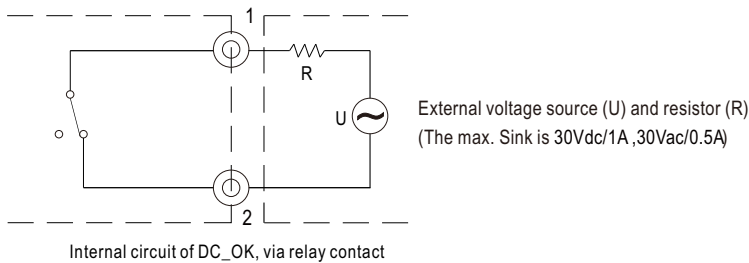 1
R
U
External voltage source (U) and resistor (R)
(The max. Sink is 30Vdc/1A ,30Vac/0.5A)
2
Internal circuit of DC_OK, via relay contact